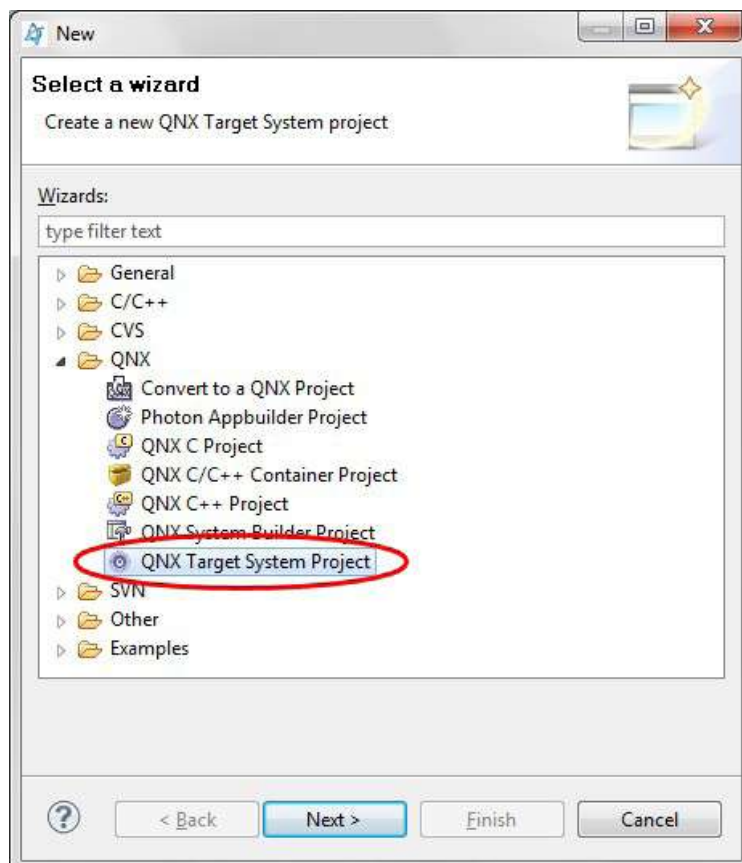 New
Select a wizard
Create a new QNX Target System project
Wizards:
type filter text
General
C/C++
CVS
QNX
Convert to a QNX Project
Photon Appbuilder Project
QNX C Project
QNX C/C++ Container Project
QNX C++ Project
QNX System Builder Project
QNX Target System Project
SVN
Other
Examples
< Back Next > Finish Cancel